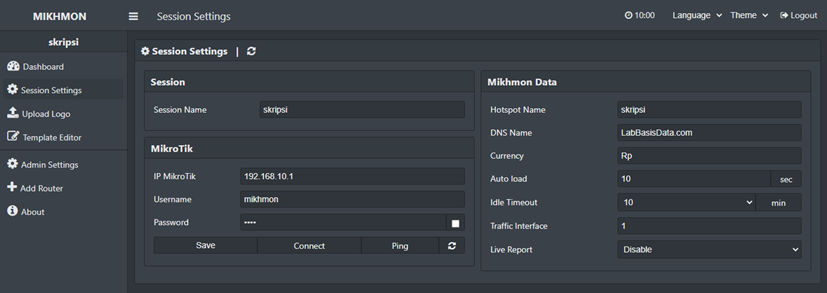 MIKHMON
Session Settings
10:00
Language
Theme
Logout
skripsi
Dashboard
Session Settings
Upload Logo
Template Editor
Admin Settings
Add Router
About
Session Settings |
Session
Session Name skripsi
MikroTik
IP MikroTik 192.168.10.1
Username mikhmon
Password ••••
Save Connect Ping
Mikhmon Data
Hotspot Name skripsi
DNS Name LabBasisData.com
Currency Rp
Auto load 10 sec
Idle Timeout 10 min
Traffic Interface 1
Live Report Disable